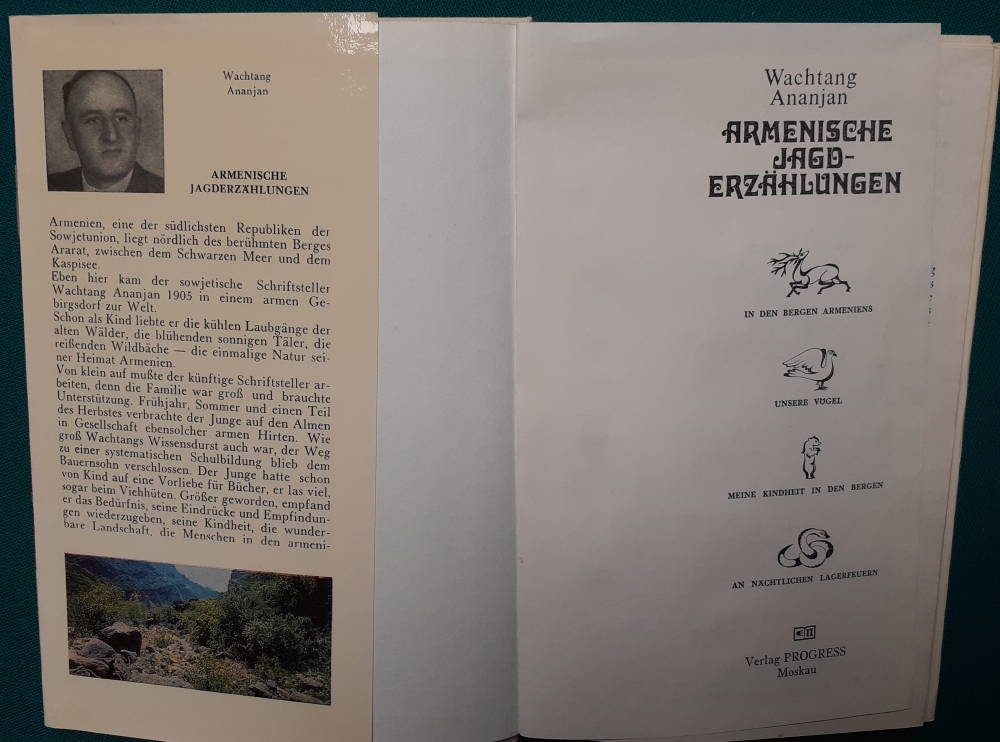 Wachtang
Ananjan
ARMENISCHE
JAGDERZÄHLUNGEN
Armenien, eine der südlichsten Republiken der
Sowjetunion, liegt nördlich des berühmten Berges
Ararat, zwischen dem Schwarzen Meer und dem
Kaspisee.
Eben hier kam der sowjetische Schriftsteller
Wachtang Ananjan 1905 in einem armen Ge-
birgsdorf zur Welt.
Schon als Kind liebte er die kühlen Laubgänge der
alten Wälder, die blühenden sonnigen Täler, die
reißenden Wildbäche — die einmalige Natur sei-
ner Heimat Armenien.
Von klein auf mußte der künftige Schriftsteller ar-
beiten, denn die Familie war groß und brauchte
Unterstützung. Frühjahr, Sommer und einen Teil
des Herbstes verbrachte der Junge auf den Almen
in Gesellschaft ebensolcher armen Hirten. Wie
groß Wachtangs Wissensdurst auch war, der Weg
zu einer systematischen Schulbildung blieb dem
Bauernsohn verschlossen. Der Junge hatte schon
von Kind auf eine Vorliebe für Bücher, er las viel,
sogar beim Viehhüten. Größer geworden, empfand
er das Bedürfnis, seine Eindrücke und Empfindun-
gen wiederzugeben, seine Kindheit, die wunder-
bare Landschaft, die Menschen in den armeni-
Wachtang
Ananjan
ARMENISCHE
JAGD-
ERZÄHLUNGEN
IN DEN BERGEN ARMENIENS
UNSERE VÖGEL
MEINE KINDHEIT IN DEN BERGEN
AN NÄCHTLICHEN LAGERFEUERN
Verlag PROGRESS
Moskau